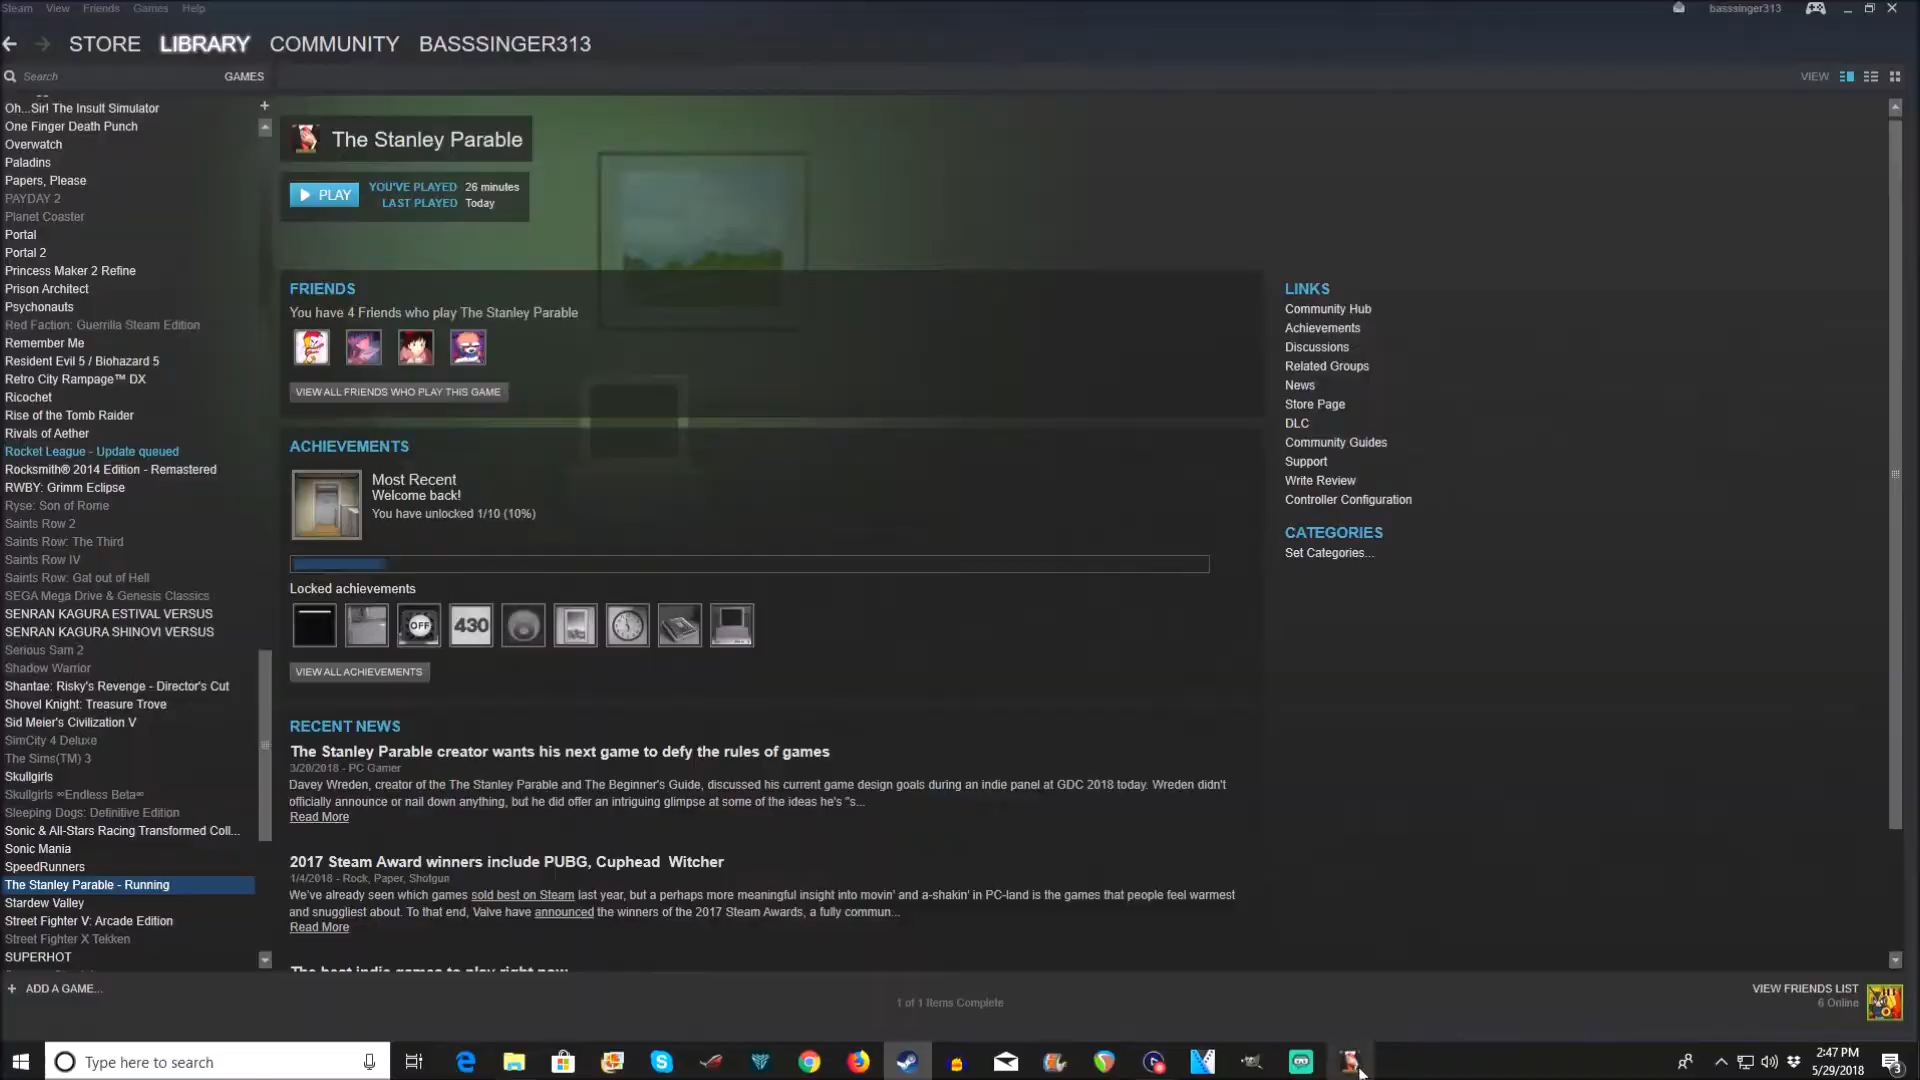 Steam View Friends Games Help
basssinger313
STORE LIBRARY COMMUNITY BASSSINGER313
Search GAMES
VIEW
Oh...Sir! The Insult Simulator
One Finger Death Punch
Overwatch
Paladins
Papers, Please
PAYDAY 2
Planet Coaster
Portal
Portal 2
Princess Maker 2 Refine
Prison Architect
Psychonauts
Red Faction: Guerrilla Steam Edition
Remember Me
Resident Evil 5 / Biohazard 5
Retro City Rampage™ DX
Ricochet
Rise of the Tomb Raider
Rivals of Aether
Rocket League - Update queued
Rocksmith® 2014 Edition - Remastered
RWBY: Grimm Eclipse
Ryse: Son of Rome
Saints Row 2
Saints Row: The Third
Saints Row IV
Saints Row: Gat out of Hell
SEGA Mega Drive & Genesis Classics
SENRAN KAGURA ESTIVAL VERSUS
SENRAN KAGURA SHINOVI VERSUS
Serious Sam 2
Shadow Warrior
Shantae: Risky's Revenge - Director's Cut
Shovel Knight: Treasure Trove
Sid Meier's Civilization V
SimCity 4 Deluxe
The Sims(TM) 3
Skullgirls
Skullgirls ∞Endless Beta∞
Sleeping Dogs: Definitive Edition
Sonic & All-Stars Racing Transformed Coll...
Sonic Mania
SpeedRunners
The Stanley Parable - Running
Stardew Valley
Street Fighter V: Arcade Edition
Street Fighter X Tekken
SUPERHOT
+ ADD A GAME...
The Stanley Parable
PLAY
YOU'VE PLAYED 26 minutes
LAST PLAYED Today
FRIENDS
You have 4 Friends who play The Stanley Parable
VIEW ALL FRIENDS WHO PLAY THIS GAME
ACHIEVEMENTS
Most Recent
Welcome back!
You have unlocked 1/10 (10%)
Locked achievements
OFF
430
VIEW ALL ACHIEVEMENTS
RECENT NEWS
The Stanley Parable creator wants his next game to defy the rules of games
3/20/2018 - PC Gamer
Davey Wreden, creator of the The Stanley Parable and The Beginner's Guide, discussed his current game design goals during an indie panel at GDC 2018 today. Wreden didn't
officially announce or nail down anything, but he did offer an intriguing glimpse at some of the ideas he's "s...
Read More
2017 Steam Award winners include PUBG, Cuphead Witcher
1/4/2018 - Rock, Paper, Shotgun
We've already seen which games sold best on Steam last year, but a perhaps more meaningful insight into movin' and a-shakin' in PC-land is the games that people feel warmest
and snuggliest about. To that end, Valve have announced the winners of the 2017 Steam Awards, a fully commun...
Read More
The best indie games to play right now
LINKS
Community Hub
Achievements
Discussions
Related Groups
News
Store Page
DLC
Community Guides
Support
Write Review
Controller Configuration
CATEGORIES
Set Categories...
1 of 1 Items Complete
VIEW FRIENDS LIST
6 Online
Type here to search
2:47 PM
5/29/2018
3